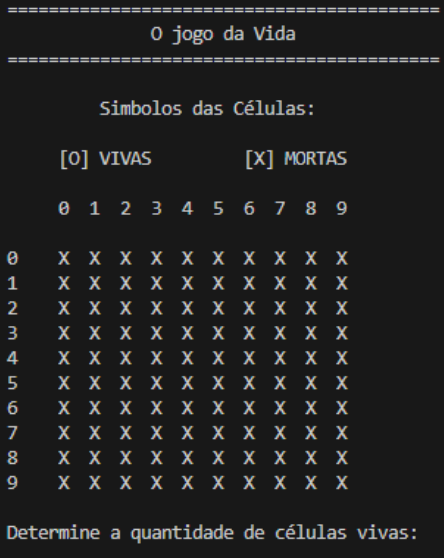 ==========================================
O jogo da Vida
==========================================
Simbolos das Células:
[O] VIVAS [X] MORTAS
0 1 2 3 4 5 6 7 8 9
0 X X X X X X X X X X
1 X X X X X X X X X X
2 X X X X X X X X X X
3 X X X X X X X X X X
4 X X X X X X X X X X
5 X X X X X X X X X X
6 X X X X X X X X X X
7 X X X X X X X X X X
8 X X X X X X X X X X
9 X X X X X X X X X X
Determine a quantidade de células vivas: